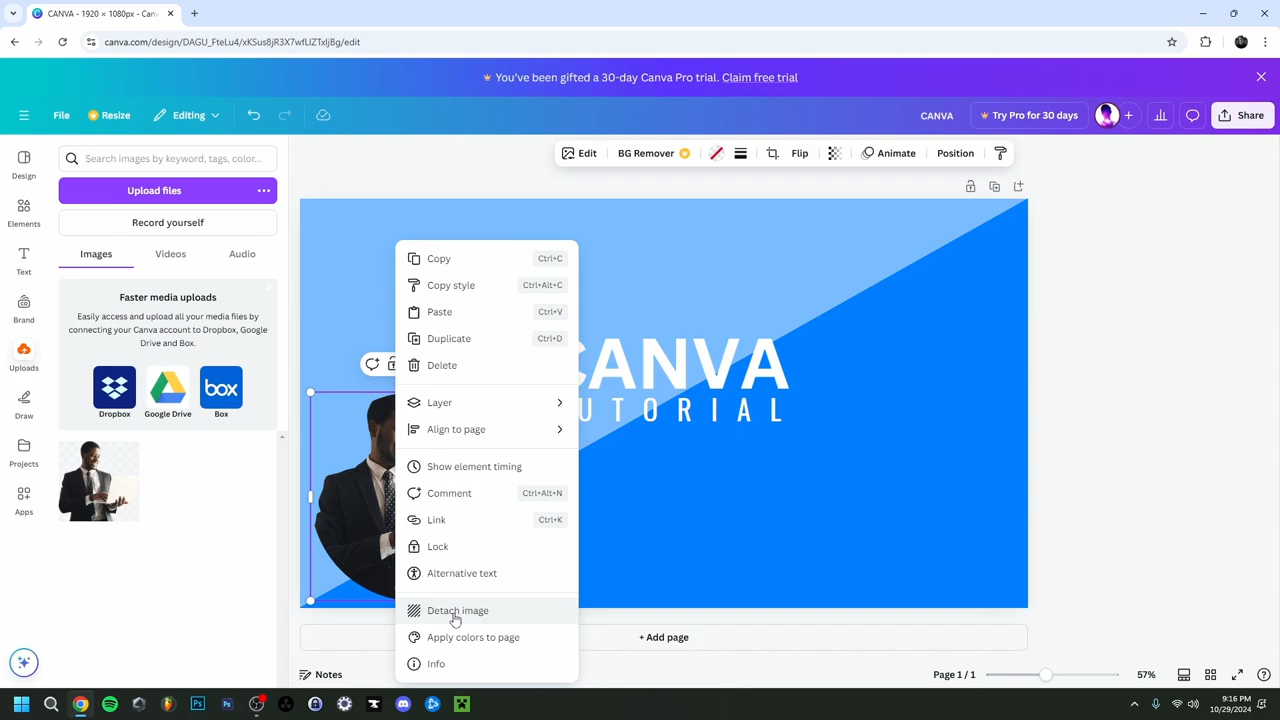 CANVA - 1920 × 1080px - Can
canva.com/design/DAGU_FteLu4/xKSus8jR3X7wfLIZTxIjBg/edit
You've been gifted a 30-day Canva Pro trial. Claim free trial
File
Resize
Editing
CANVA
Try Pro for 30 days
Share
Design
Elements
Text
Brand
Uploads
Draw
Projects
Apps
Search images by keyword, tags, color...
Upload files
Record yourself
Images
Videos
Audio
Faster media uploads
Easily access and upload all your media files by
connecting your Canva account to Dropbox, Google
Drive and Box.
box
Dropbox
Google Drive
Box
Edit
BG Remover
Flip
Animate
Position
Copy Ctrl+C
Copy style Ctrl+Alt+C
Paste Ctrl+V
Duplicate Ctrl+D
Delete
Layer
Align to page
Show element timing
Comment Ctrl+Alt+N
Link Ctrl+K
Lock
Alternative text
Detach image
Apply colors to page
Info
CANVA
UTORIAL
+ Add page
Notes
Page 1 / 1
57%
Ps
Ps
9:16 PM
10/29/2024